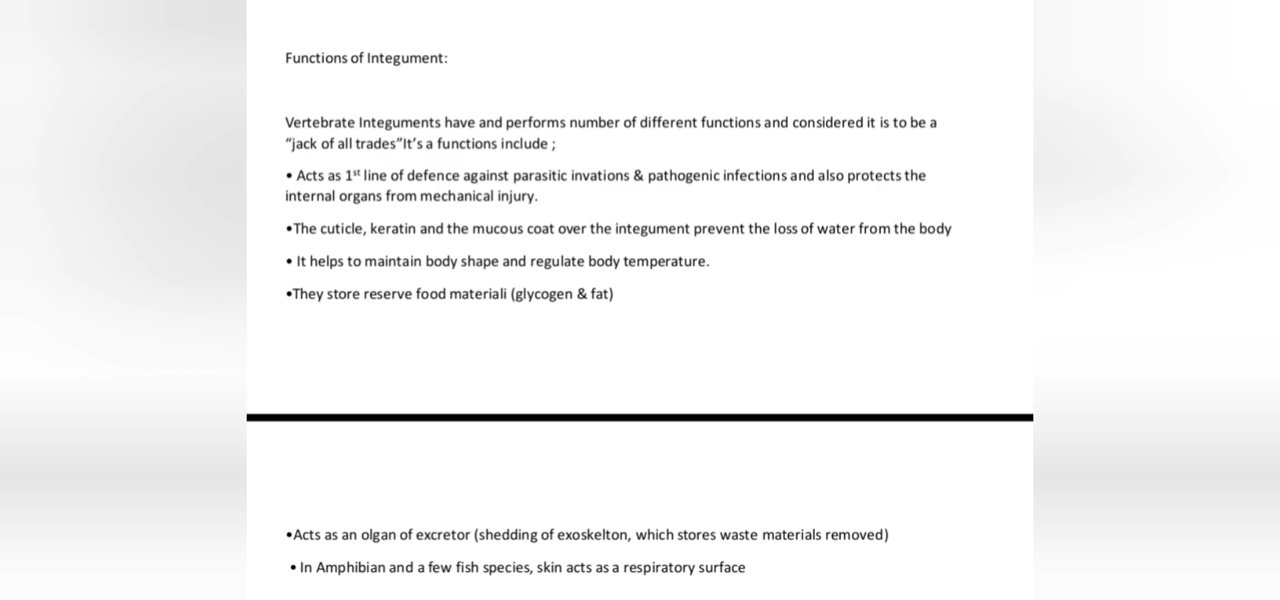 Functions of Integument:
Vertebrate Integuments have and performs number of different functions and considered it is to be a
“jack of all trades”It’s a functions include ;
• Acts as 1st line of defence against parasitic invations & pathogenic infections and also protects the
internal organs from mechanical injury.
•The cuticle, keratin and the mucous coat over the integument prevent the loss of water from the body
• It helps to maintain body shape and regulate body temperature.
•They store reserve food materiali (glycogen & fat)
•Acts as an olgan of excretor (shedding of exoskelton, which stores waste materials removed)
• In Amphibian and a few fish species, skin acts as a respiratory surface